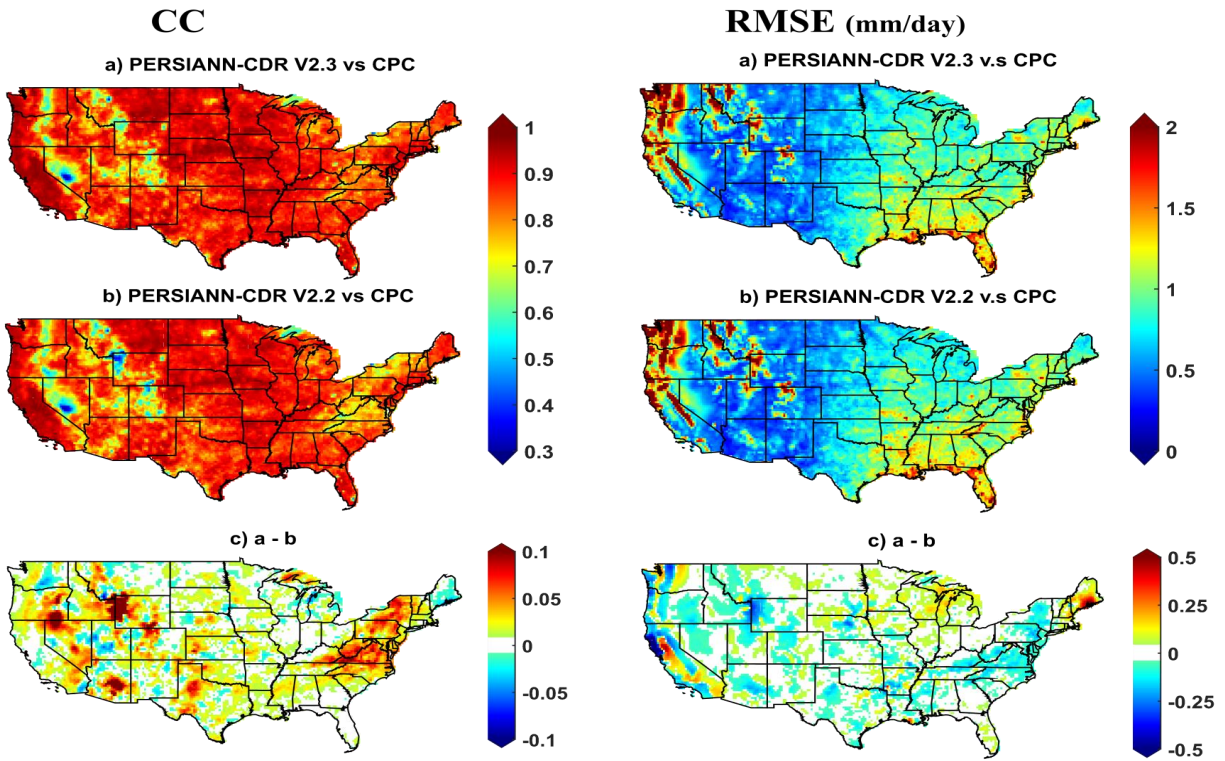 CC
RMSE (mm/day)
a) PERSIANN-CDR V2.3 vs CPC
a) PERSIANN-CDR V2.3 v.s CPC
1
0.9
0.8
0.7
0.6
0.5
0.4
0.3
2
1.5
1
0.5
0
b) PERSIANN-CDR V2.2 vs CPC
b) PERSIANN-CDR V2.2 v.s CPC
c) a - b
c) a - b
0.1
0.05
0
-0.05
-0.1
0.5
0.25
0
-0.25
-0.5